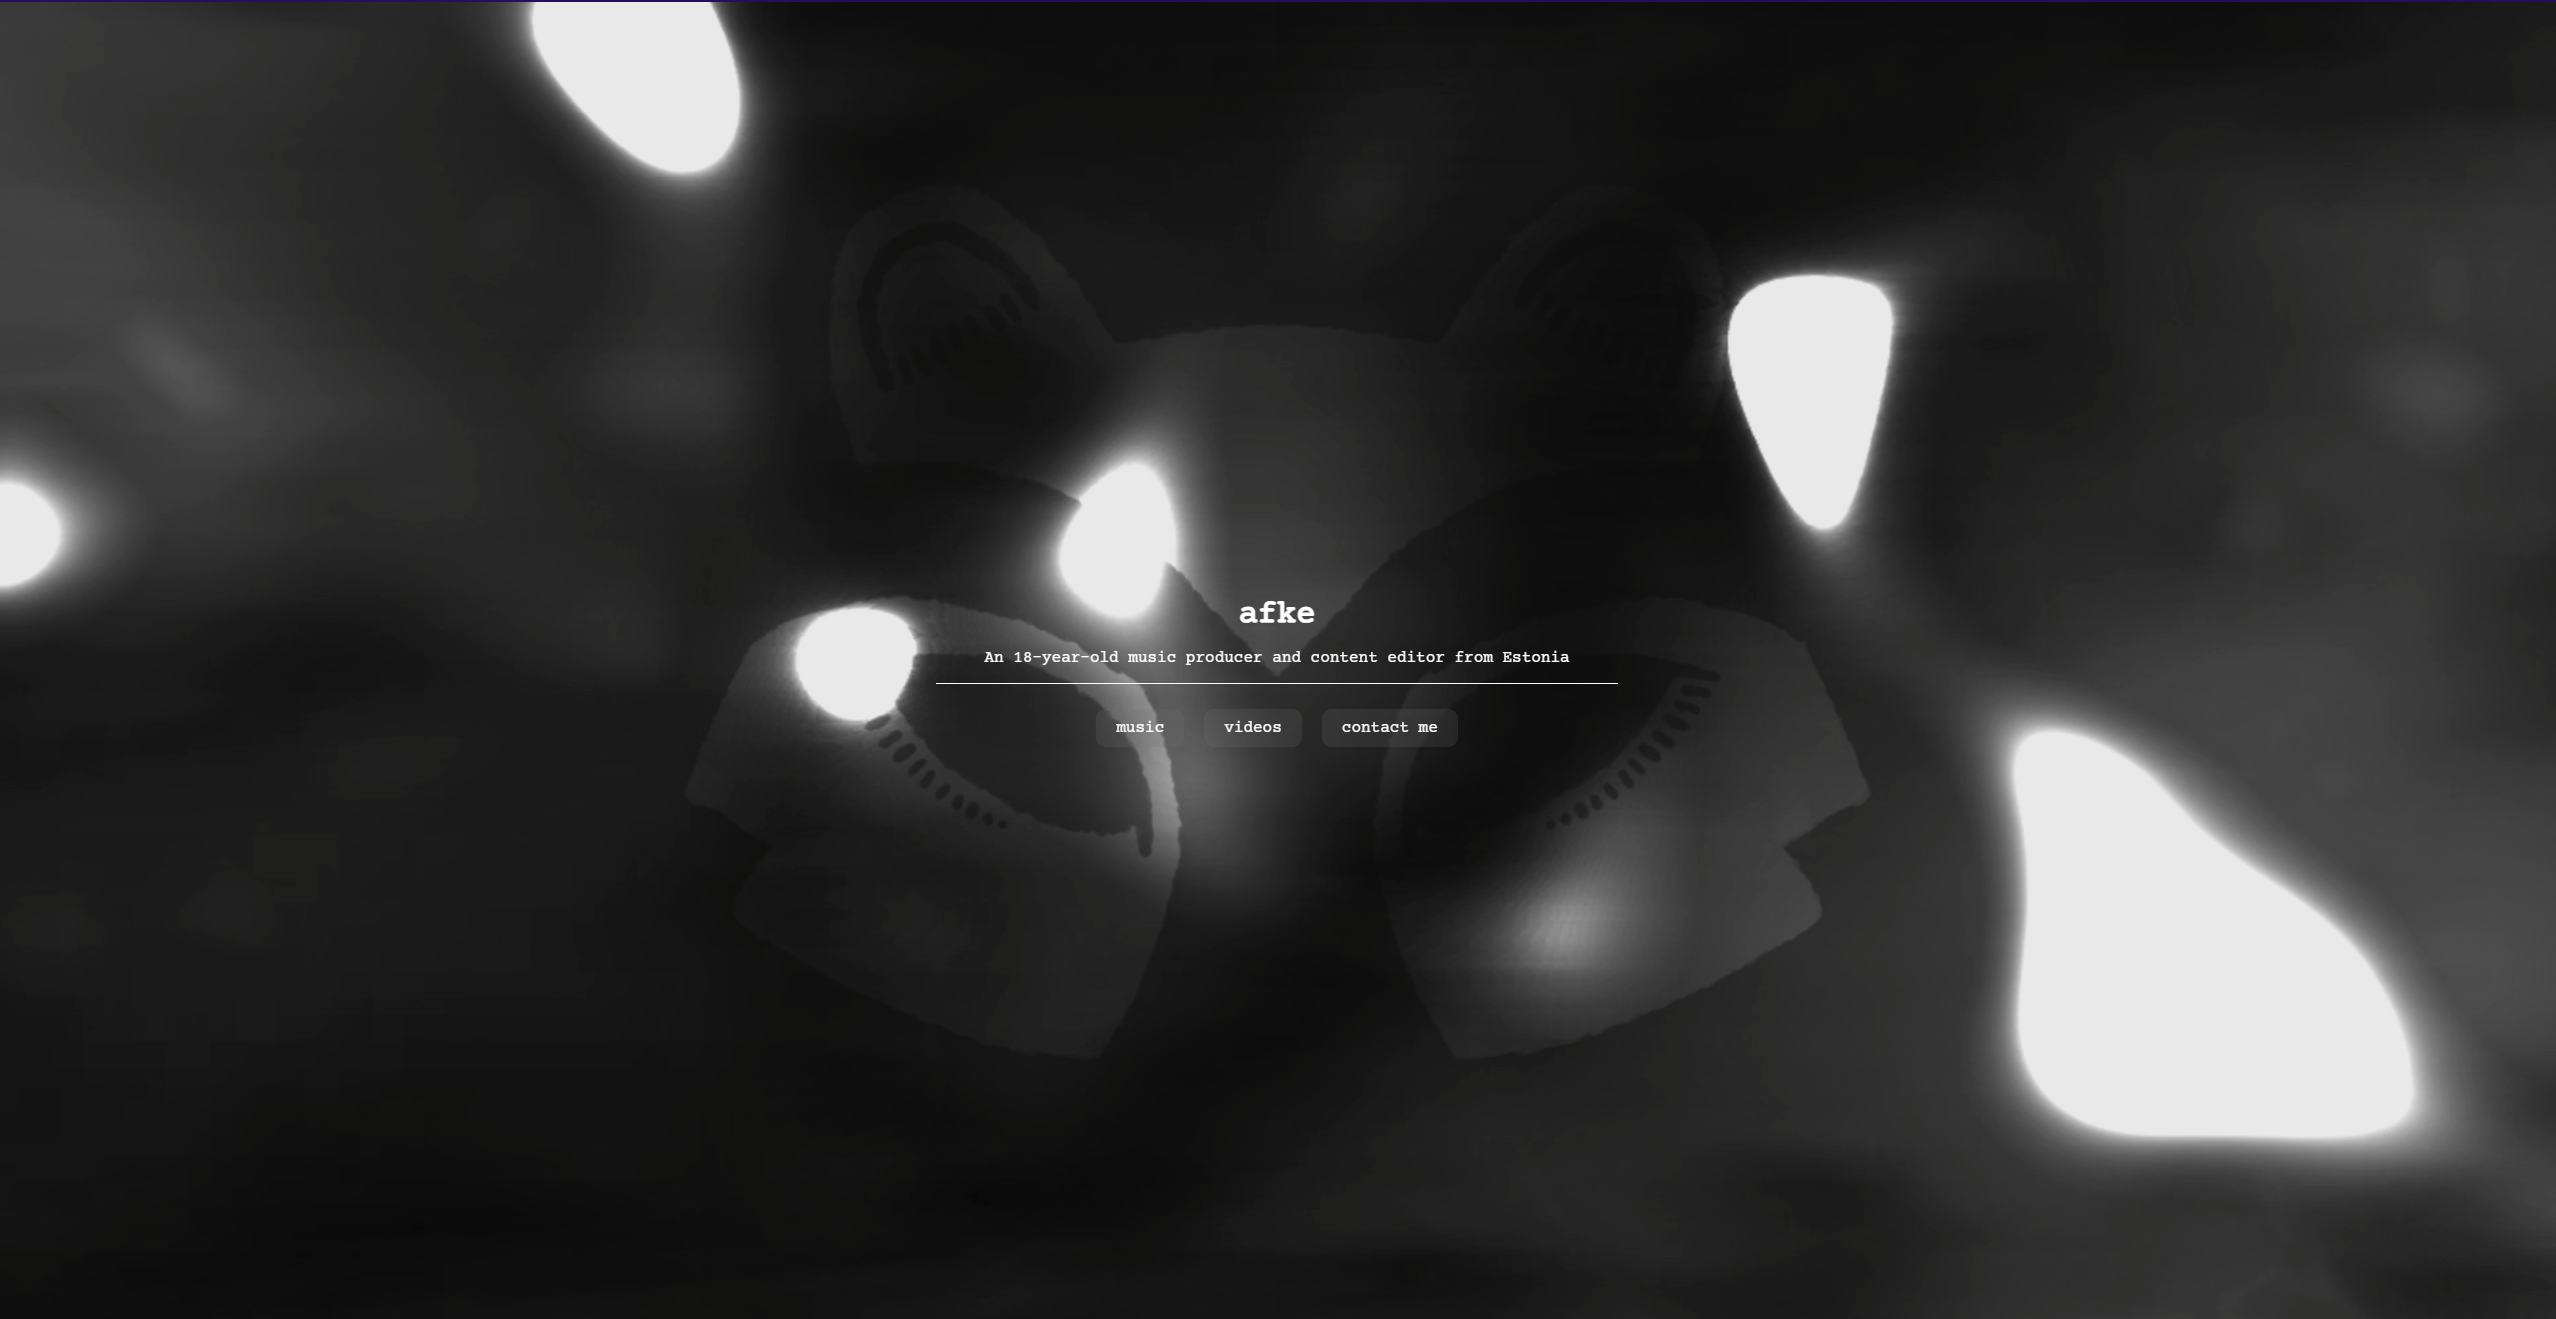 afke
An 18-year-old music producer and content editor from Estonia
music videos contact me